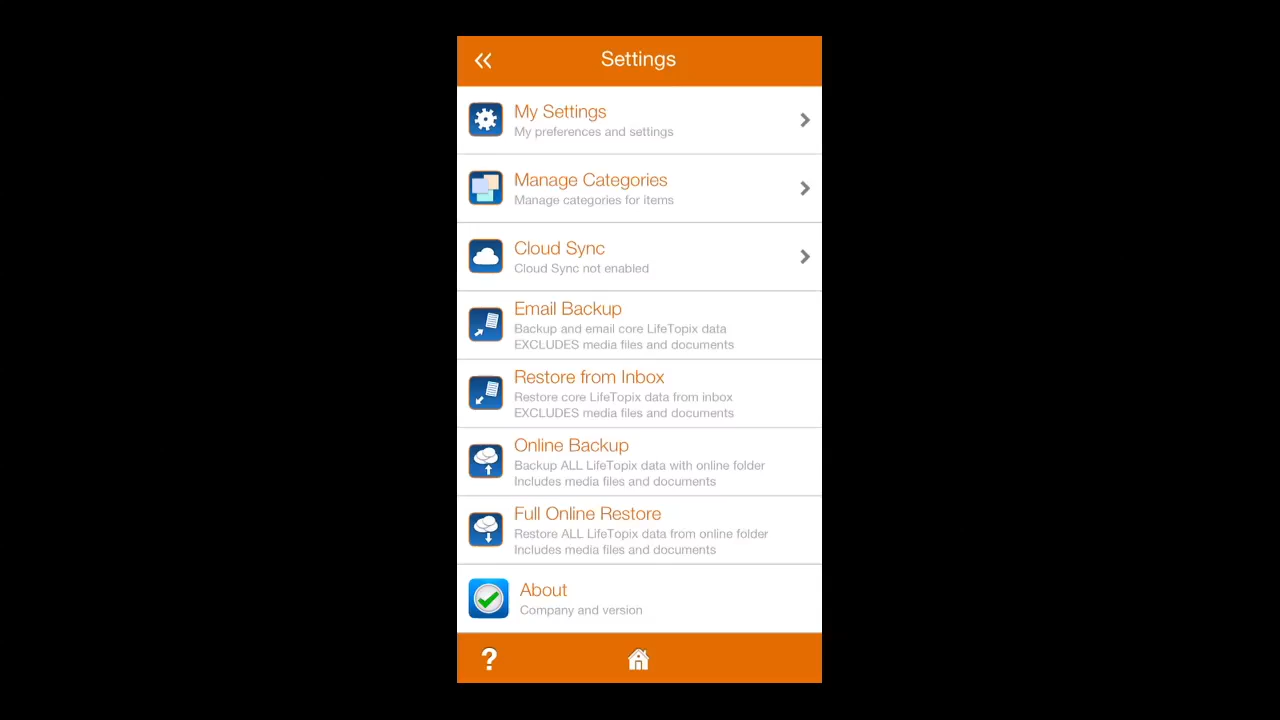 Settings
My Settings
My preferences and settings
Manage Categories
Manage categories for items
Cloud Sync
Cloud Sync not enabled
Email Backup
Backup and email core LifeTopix data
EXCLUDES media files and documents
Restore from Inbox
Restore core LifeTopix data from inbox
EXCLUDES media files and documents
Online Backup
Backup ALL LifeTopix data with online folder
Includes media files and documents
Full Online Restore
Restore ALL LifeTopix data from online folder
Includes media files and documents
About
Company and version
?